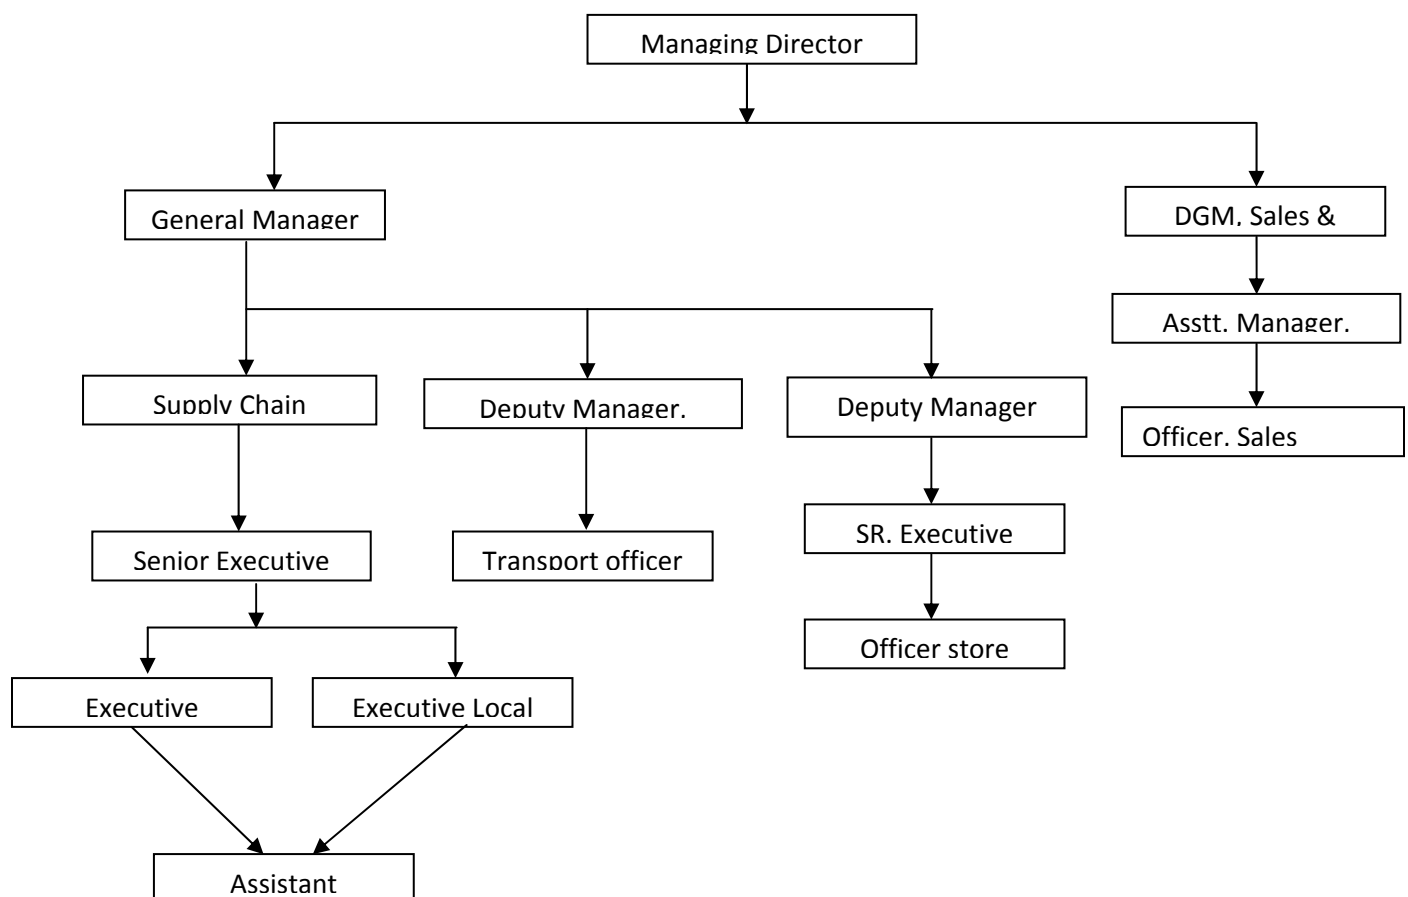 Managing Director
General Manager
DGM, Sales &
Asstt. Manager,
Supply Chain
Deputy Manager,
Deputy Manager
Officer, Sales
SR. Executive
Senior Executive
Transport officer
Officer store
Executive
Executive Local
Assistant